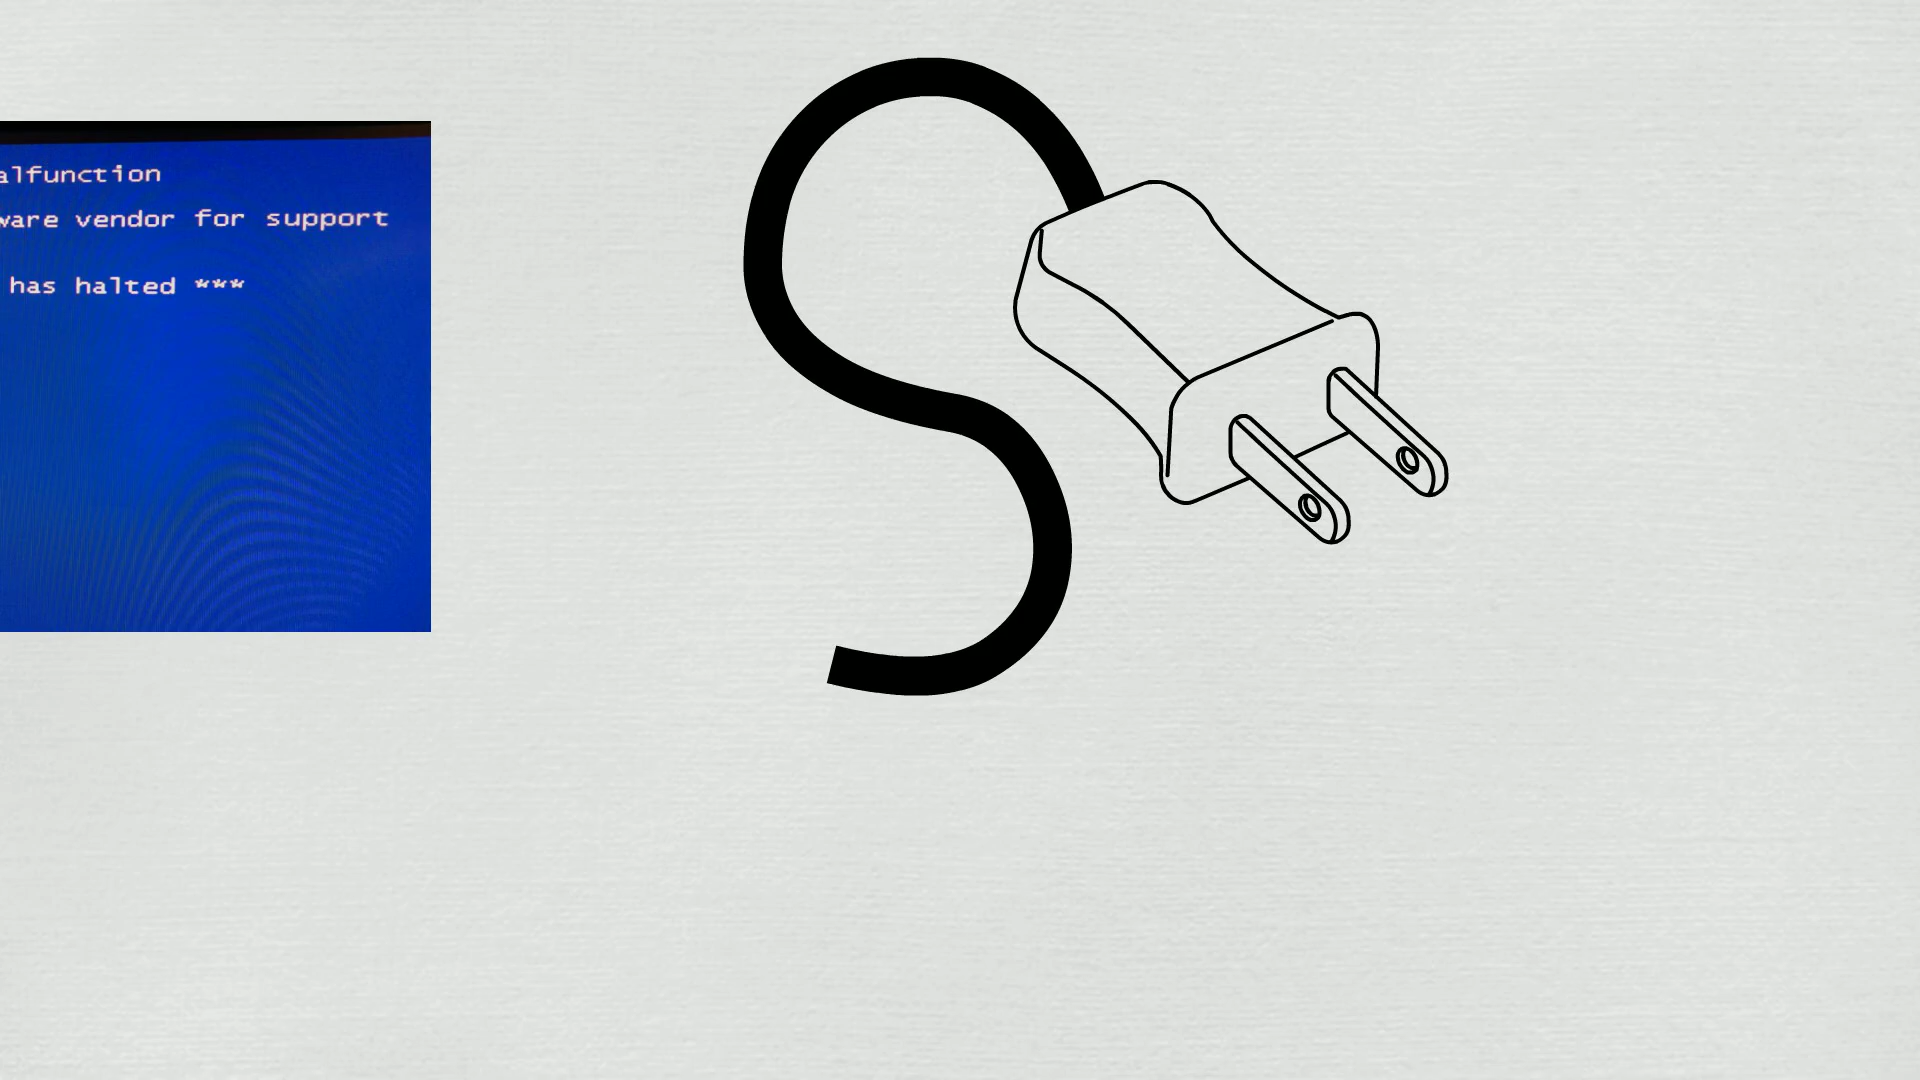 alfunction
ware vendor for support
has halted ***